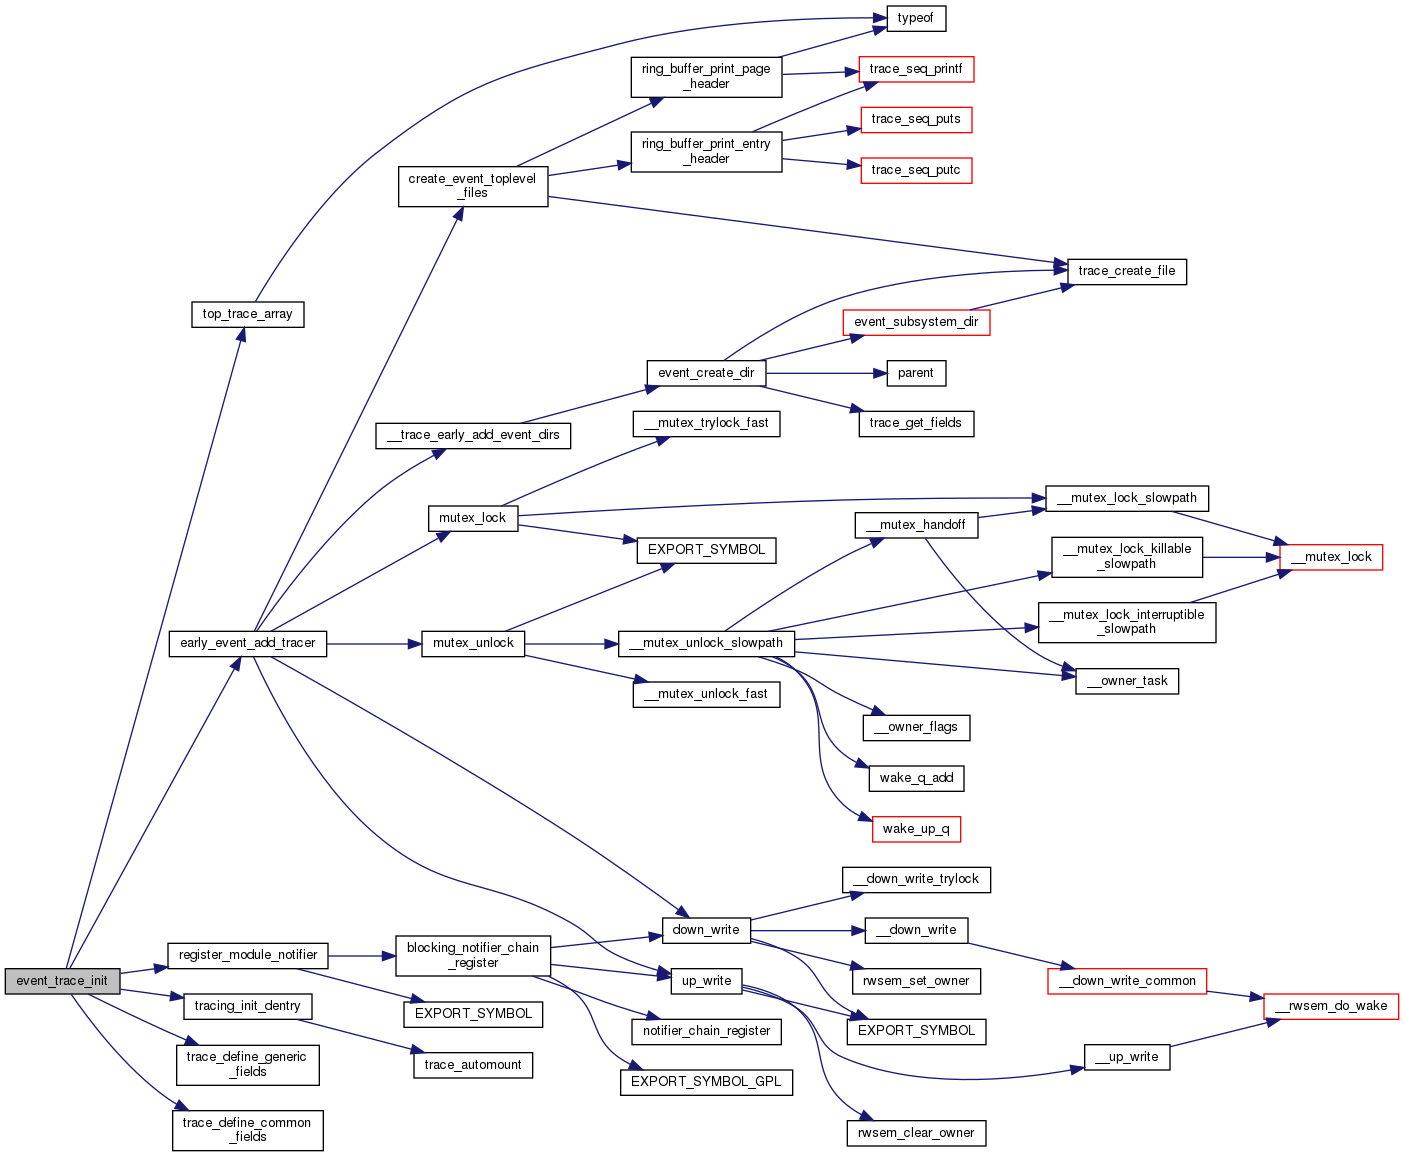 typeof
ring_buffer_print_page
_header
trace_seq_printf
trace_seq_puts
ring_buffer_print_entry
_header
trace_seq_putc
create_event_toplevel
_files
trace_create_file
top_trace_array
event_subsystem_dir
event_create_dir
parent
trace_get_fields
__mutex_trylock_fast
__trace_early_add_event_dirs
__mutex_lock_slowpath
mutex_lock
__mutex_handoff
EXPORT_SYMBOL
__mutex_lock_killable
_slowpath
__mutex_lock
__mutex_lock_interruptible
_slowpath
early_event_add_tracer
mutex_unlock
__mutex_unlock_slowpath
__owner_task
__mutex_unlock_fast
__owner_flags
wake_q_add
wake_up_q
__down_write_trylock
down_write
__down_write
register_module_notifier
blocking_notifier_chain
_register
event_trace_init
up_write
rwsem_set_owner
__down_write_common
tracing_init_dentry
EXPORT_SYMBOL
__rwsem_do_wake
notifier_chain_register
EXPORT_SYMBOL
trace_define_generic
_fields
trace_automount
__up_write
EXPORT_SYMBOL_GPL
trace_define_common
_fields
rwsem_clear_owner